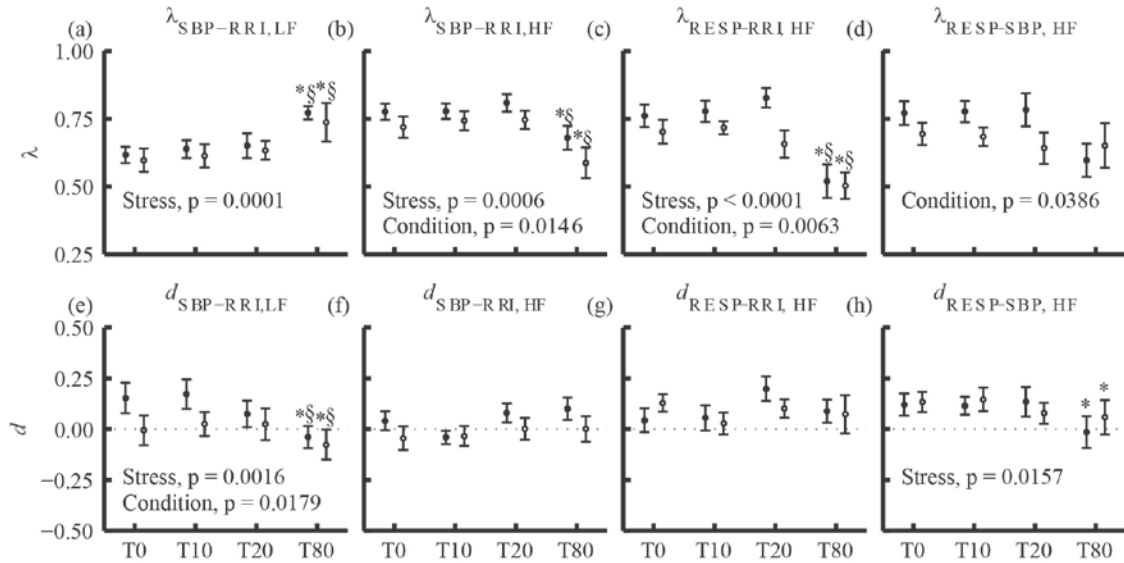 (a) λSBP−RRI,LF (b) λSBP−RRI,HF (c) λRESP-RRI, HF (d) λRESP-SBP, HF
1.00
0.75
0.50
0.25
λ
*§ *§
Stress, p = 0.0001
*§
*§
Stress, p = 0.0006
Condition, p = 0.0146
*§ *§
Stress, p < 0.0001
Condition, p = 0.0063
Condition, p = 0.0386
(e) dSBP−RRI,LF (f) dSBP−RRI, HF (g) dRESP-RRI, HF (h) dRESP-SBP, HF
0.50
0.25
0.00
−0.25
−0.50
d
*§ *§
Stress, p = 0.0016
Condition, p = 0.0179
* *
Stress, p = 0.0157
T0 T10 T20 T80 T0 T10 T20 T80 T0 T10 T20 T80 T0 T10 T20 T80